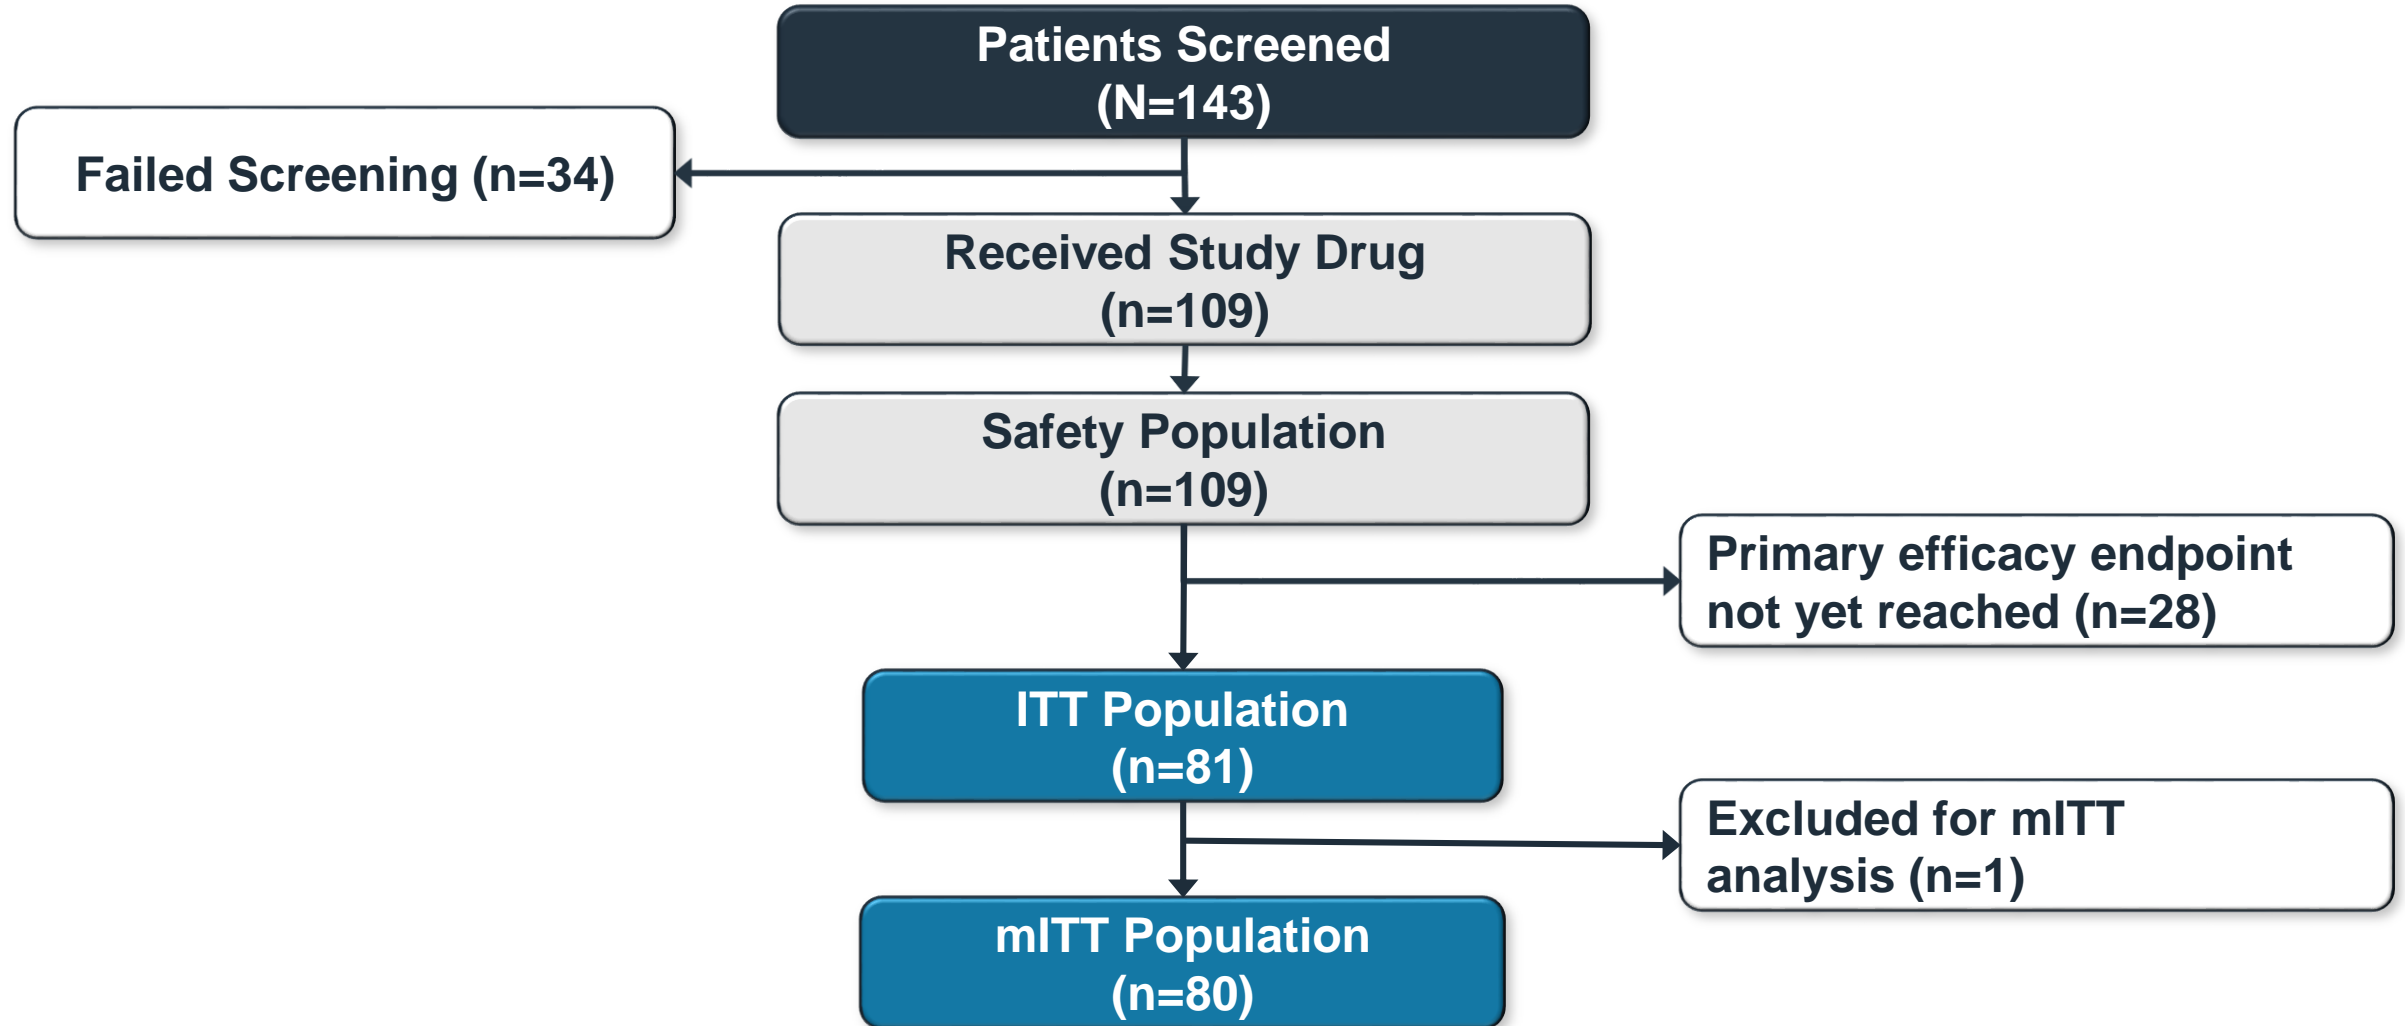 Patients Screened
(N=143)
Failed Screening (n=34)
Received Study Drug
(n=109)
Safety Population
(n=109)
Primary efficacy endpoint
not yet reached (n=28)
ITT Population
(n=81)
Excluded for mITT
analysis (n=1)
mITT Population
(n=80)